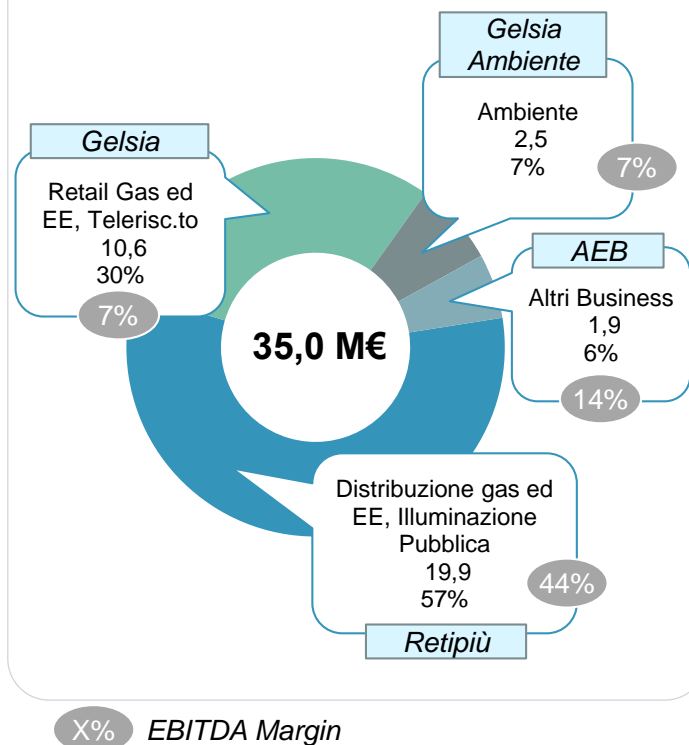 Gelsia
Ambiente
Ambiente
2,5
7%
7%
Gelsia
Retail Gas ed
EE, Telerisc.to
10,6
30%
7%
AEB
Altri Business
1,9
6%
14%
35,0 M€
Distribuzione gas ed
EE, Illuminazione
Pubblica
19,9
57%
44%
Retipiù
X% EBITDA Margin